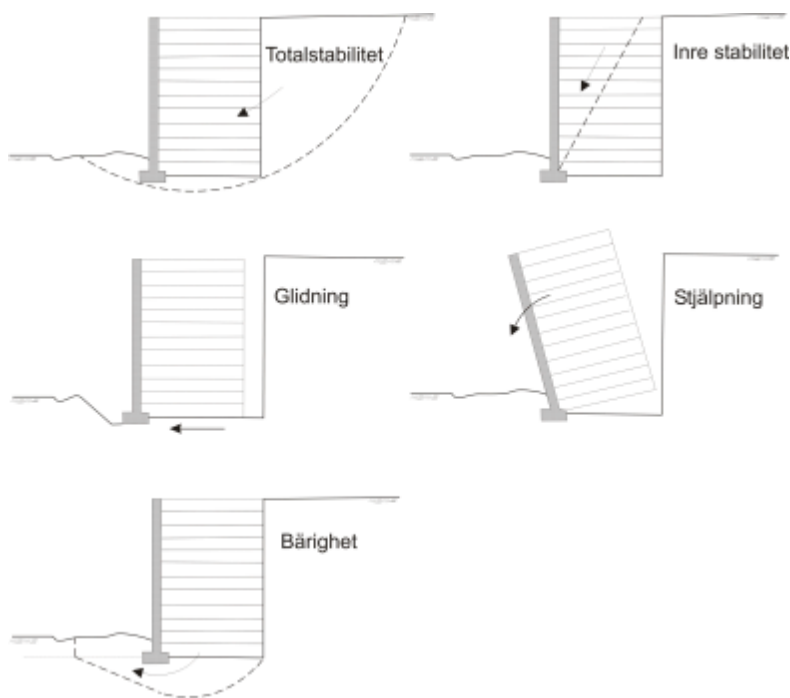 Totalstabilitet
Inre stabilitet
Glidning
Stjälpning
Bärighet